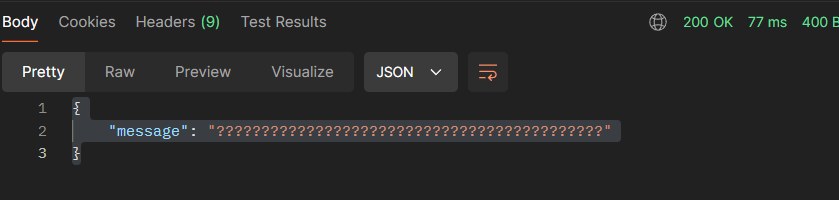 Body Cookies Headers (9) Test Results 200 OK 77 ms 400 B
Pretty Raw Preview Visualize JSON
1 {
2 "message": "???????????????????????????????????????????"
3 }